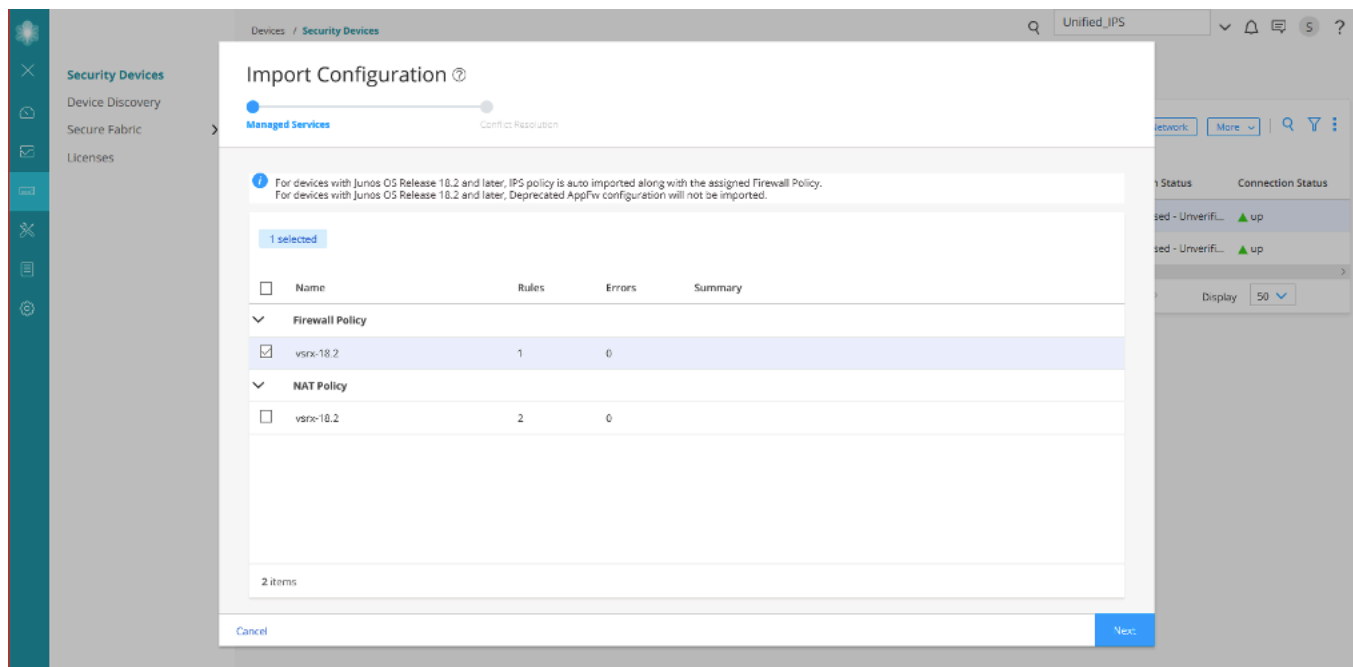 Devices / Security Devices
Unified_IPS
S
?
Security Devices
Device Discovery
Secure Fabric
Licenses
Import Configuration ?
Managed Services
Conflict Resolution
More
Status
Connection Status
up
up
Display 50
i For devices with Junos OS Release 18.2 and later, IPS policy is auto imported along with the assigned Firewall Policy.
For devices with Junos OS Release 18.2 and later, Deprecated AppFw configuration will not be imported.
1 selected
Name Rules Errors Summary
Firewall Policy
vsrx-18.2 1 0
NAT Policy
vsrx-18.2 2 0
2 items
Cancel
Next